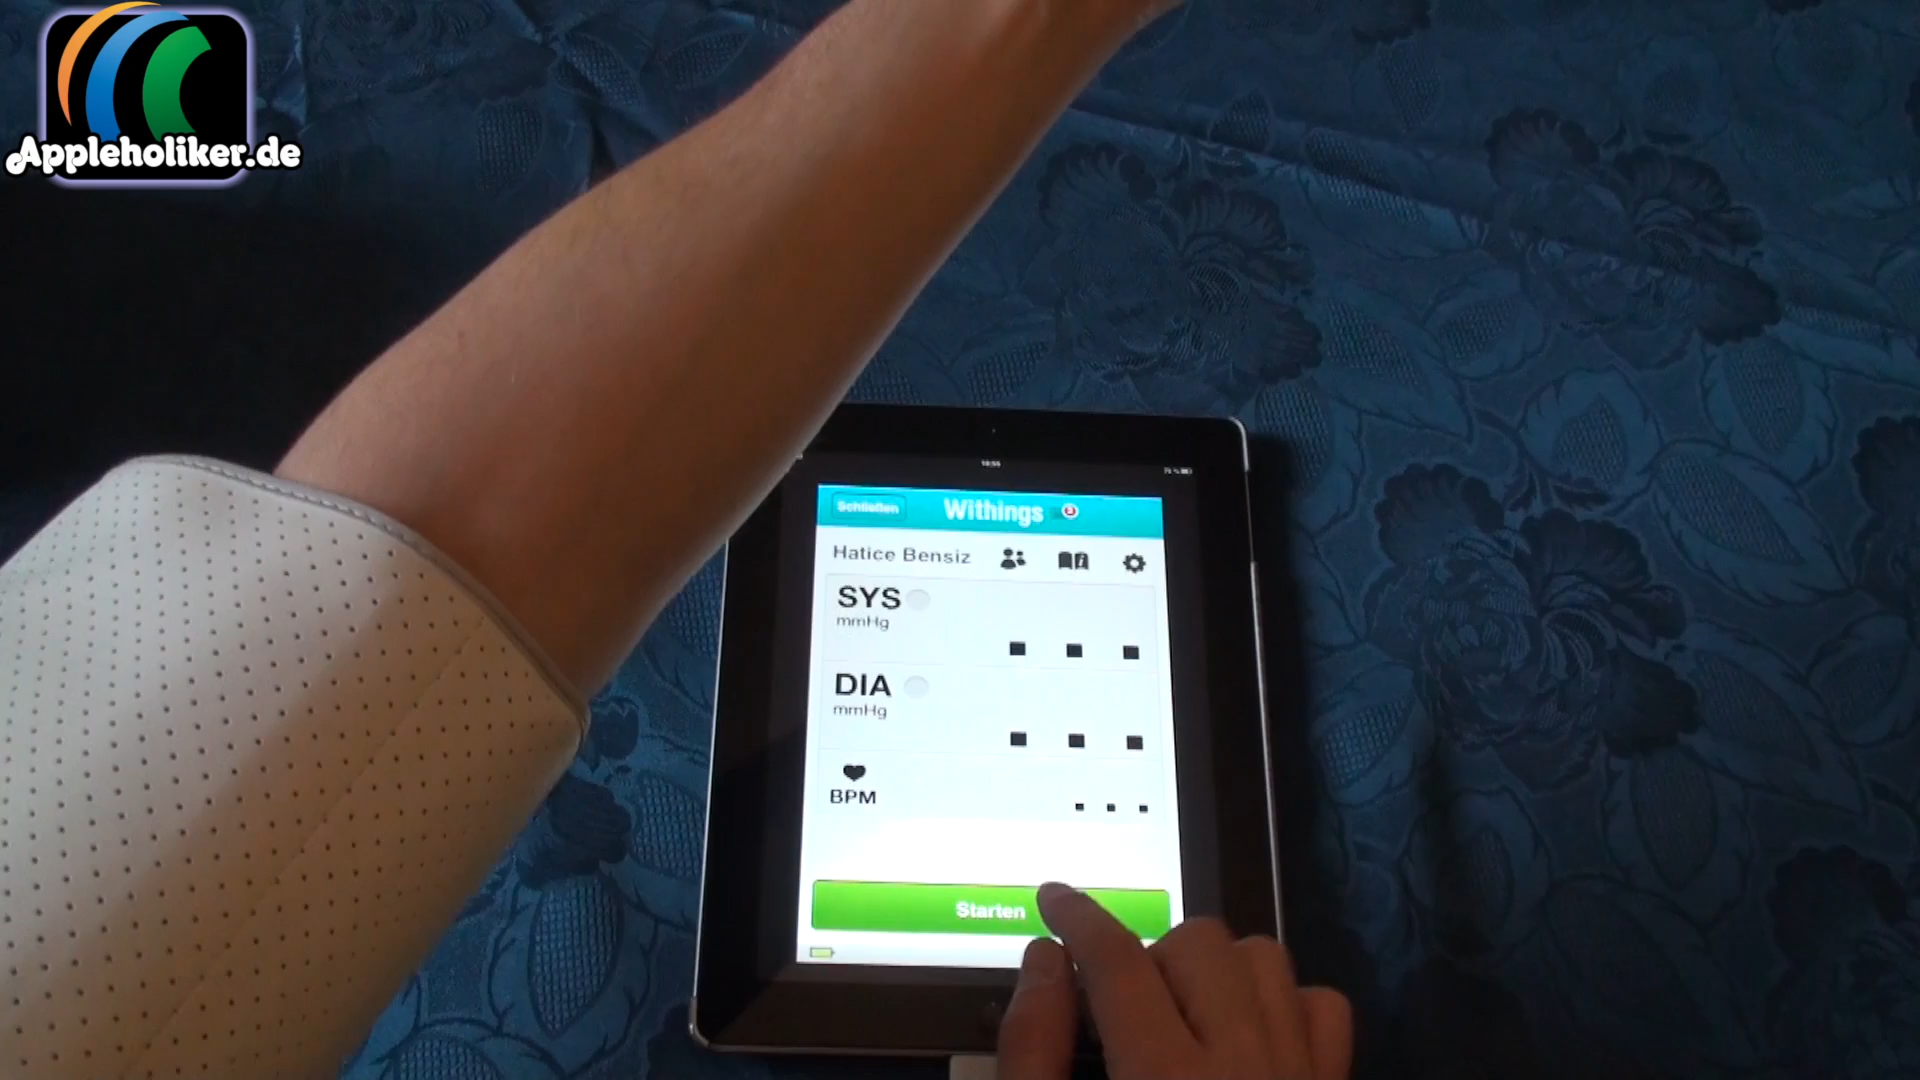 Appleholiker.de
Schließen
Withings
Hatice Bensiz
SYS
mmHg
DIA
mmHg
BPM
Starten